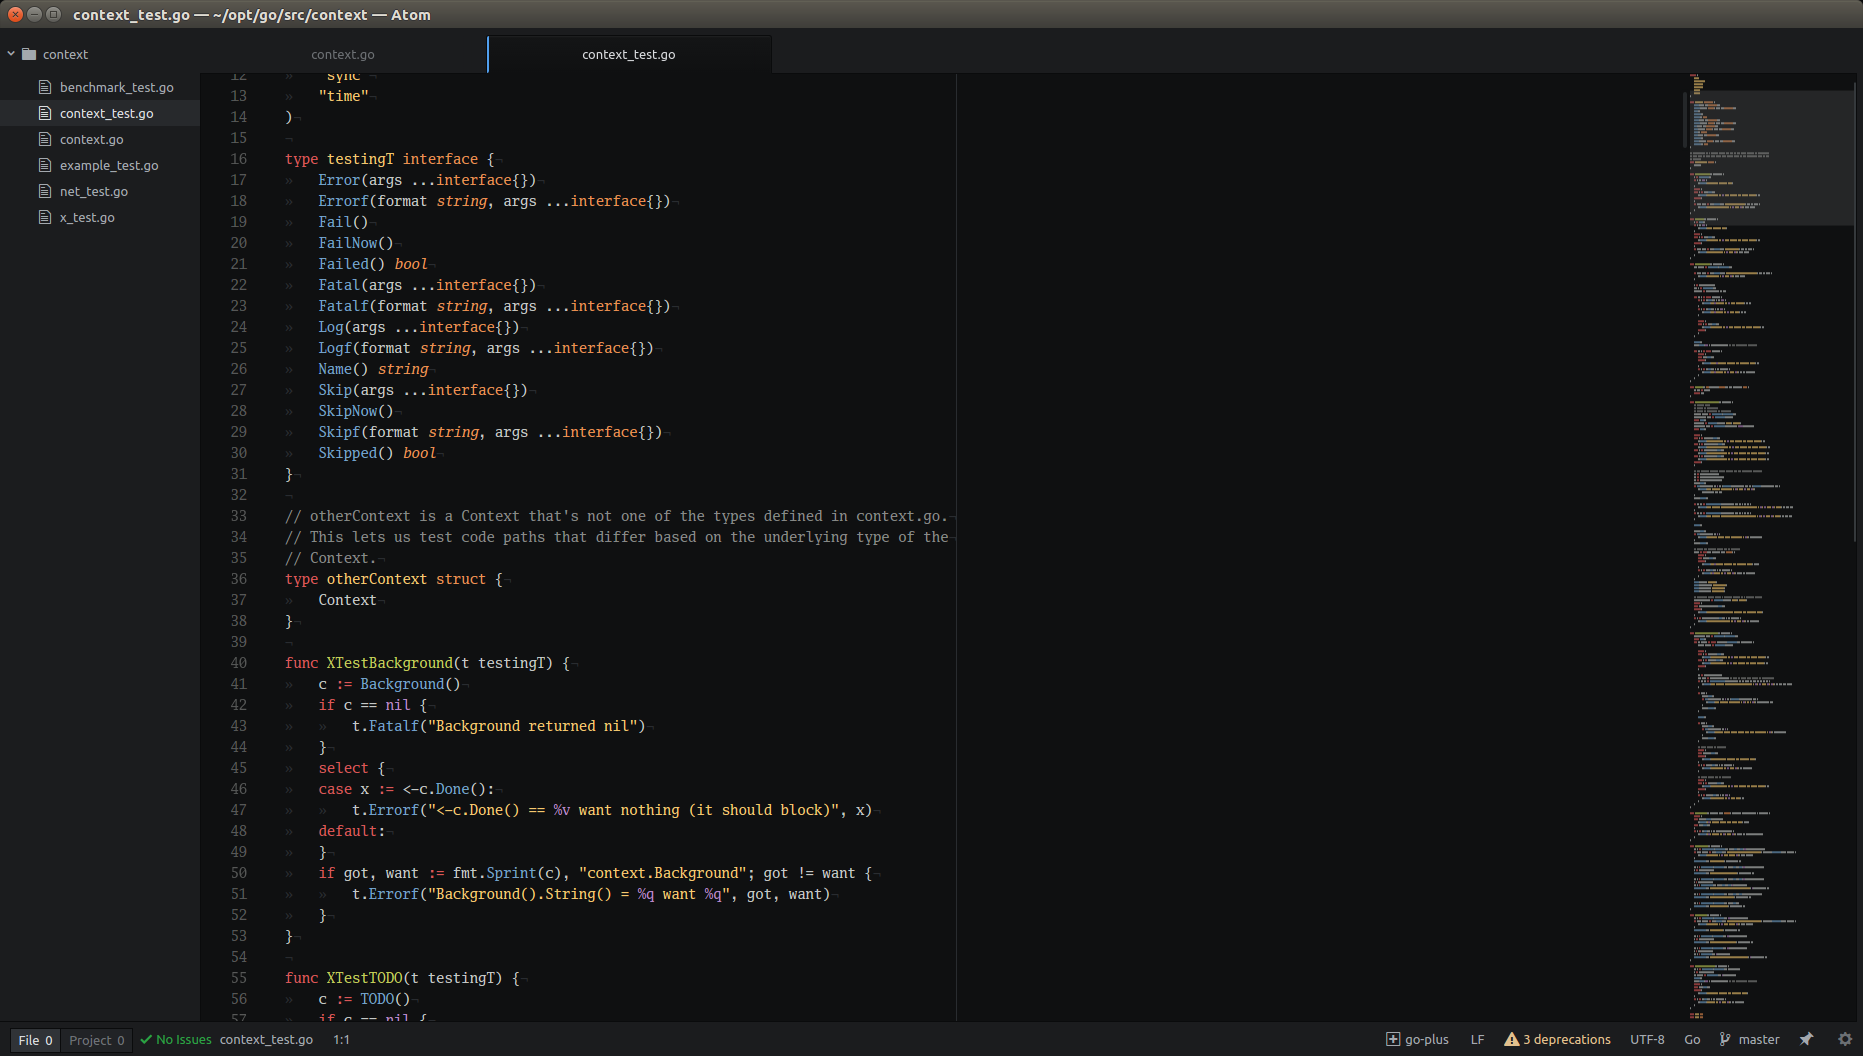 context_test.go — ~/opt/go/src/context — Atom
context
context.go
context_test.go
benchmark_test.go
context_test.go
context.go
example_test.go
net_test.go
x_test.go
12 » "sync"¬
13 » "time"¬
14 )¬
15 ¬
16 type testingT interface {¬
17 » Error(args ...interface{})¬
18 » Errorf(format string, args ...interface{})¬
19 » Fail()¬
20 » FailNow()¬
21 » Failed() bool¬
22 » Fatal(args ...interface{})¬
23 » Fatalf(format string, args ...interface{})¬
24 » Log(args ...interface{})¬
25 » Logf(format string, args ...interface{})¬
26 » Name() string¬
27 » Skip(args ...interface{})¬
28 » SkipNow()¬
29 » Skipf(format string, args ...interface{})¬
30 » Skipped() bool¬
31 }¬
32 ¬
33 // otherContext is a Context that's not one of the types defined in context.go.¬
34 // This lets us test code paths that differ based on the underlying type of the¬
35 // Context.¬
36 type otherContext struct {¬
37 » Context¬
38 }¬
39 ¬
40 func XTestBackground(t testingT) {¬
41 » c := Background()¬
42 » if c == nil {¬
43 » » t.Fatalf("Background returned nil")¬
44 » }¬
45 » select {¬
46 » case x := <-c.Done():¬
47 » » t.Errorf("<-c.Done() == %v want nothing (it should block)", x)¬
48 » default:¬
49 » }¬
50 » if got, want := fmt.Sprint(c), "context.Background"; got != want {¬
51 » » t.Errorf("Background().String() = %q want %q", got, want)¬
52 » }¬
53 }¬
54 ¬
55 func XTestTODO(t testingT) {¬
56 » c := TODO()¬
57 » if c == nil {¬
File 0 Project 0 No Issues context_test.go 1:1 go-plus LF 3 deprecations UTF-8 Go master